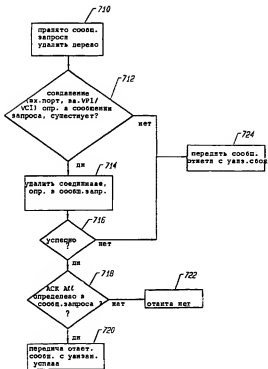 710
принято сообщ.
запроса
удалить дерево
712
соединение
(вх.порт, вх.VPI/
VCI) опр. в сообщении
запроса, существует?
нет
724
передать сообщ.
ответа с указ.сбоя
да
714
удалить соединение,
опр. в сообщ.запр.
716
успешно
?
нет
да
718
ACK All
определено в
сообщ.запроса ?
?
нет
722
ответа нет
да
720
передача ответ.
сообщ. с указан.
успеха